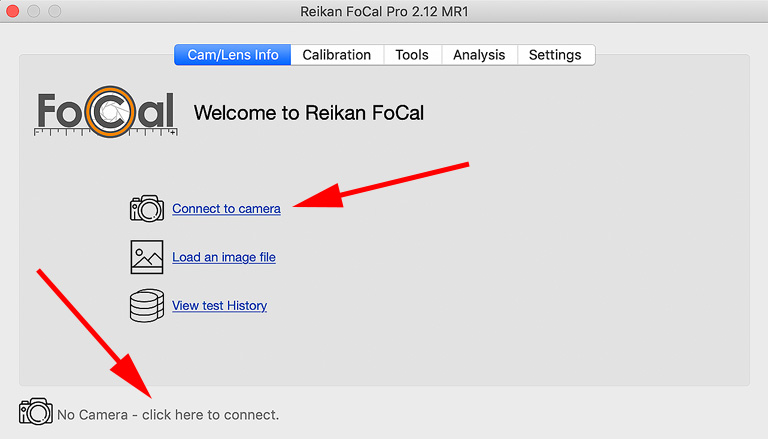 Reikan FoCal Pro 2.12 MR1
Cam/Lens Info Calibration Tools Analysis Settings
FoCal
Welcome to Reikan FoCal
Connect to camera
Load an image file
View test History
No Camera - click here to connect.